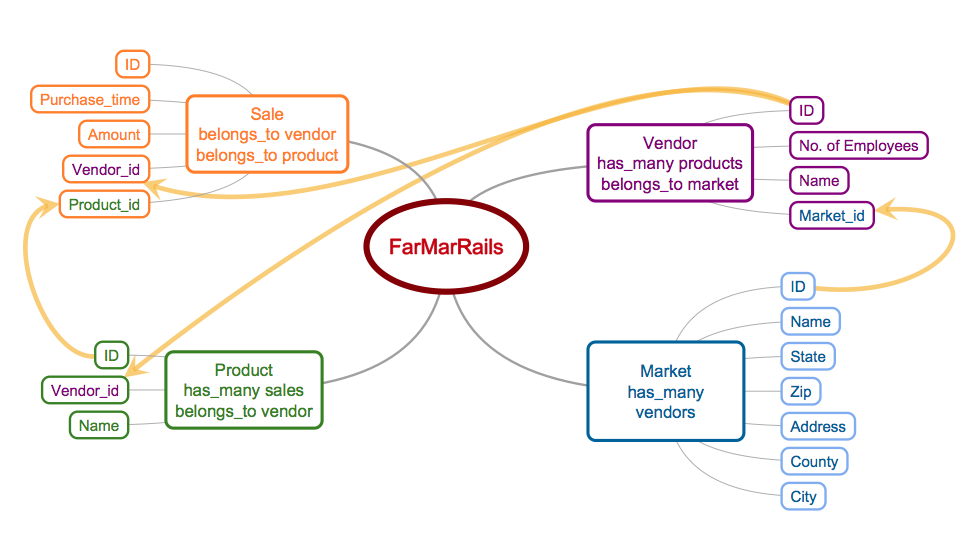 ID
Purchase_time
Amount
Vendor_id
Product_id
Sale
belongs_to vendor
belongs_to product
Vendor
has_many products
belongs_to market
ID
No. of Employees
Name
Market_id
FarMarRails
ID
Vendor_id
Name
Product
has_many sales
belongs_to vendor
Market
has_many
vendors
ID
Name
State
Zip
Address
County
City